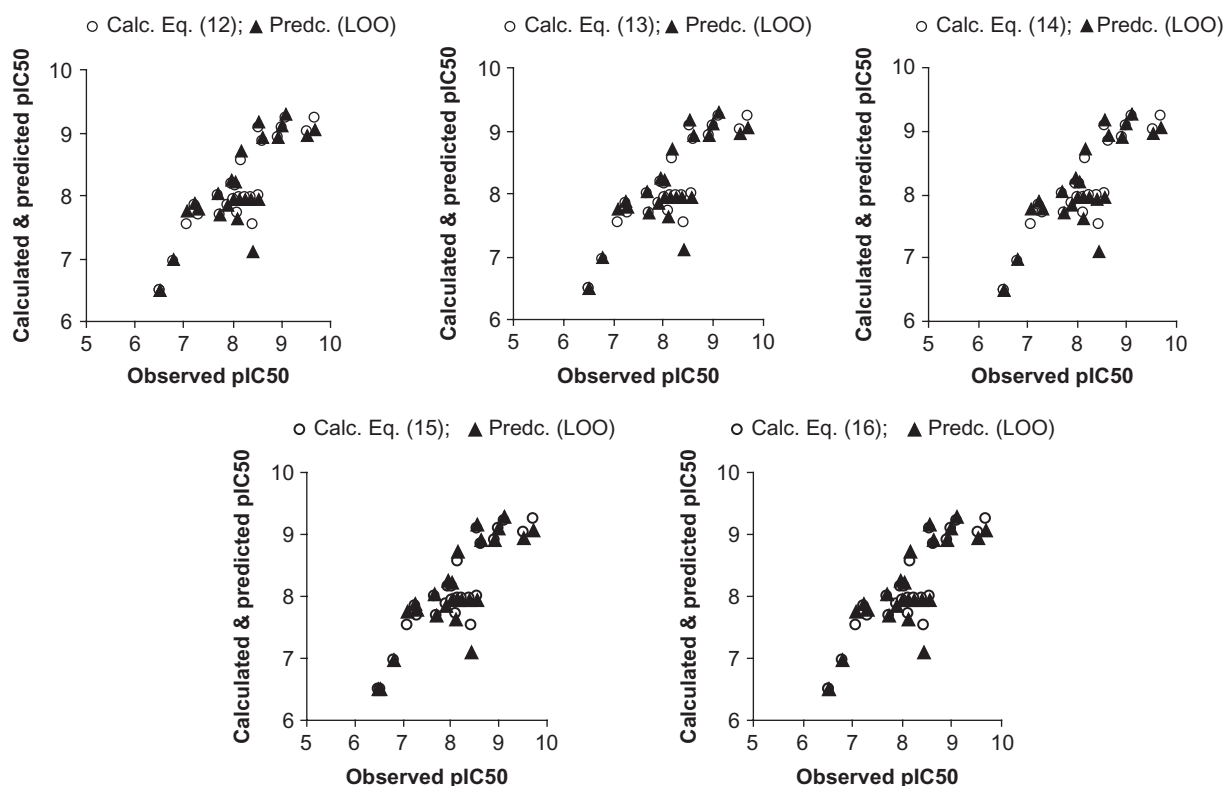 ○ Calc. Eq. (12); ▲ Predc. (LOO)
Calculated & predicted pIC50
10
9
8
7
6
5 6 7 8 9 10
Observed pIC50
○ Calc. Eq. (13); ▲ Predc. (LOO)
Calculated & predicted pIC50
10
9
8
7
6
5 6 7 8 9 10
Observed pIC50
○ Calc. Eq. (14); ▲ Predc. (LOO)
Calculated & predicted pIC50
10
9
8
7
6
5 6 7 8 9 10
Observed pIC50
○ Calc. Eq. (15); ▲ Predc. (LOO)
Calculated & predicted pIC50
10
9
8
7
6
5 6 7 8 9 10
Observed pIC50
○ Calc. Eq. (16); ▲ Predc. (LOO)
Calculated & predicted pIC50
10
9
8
7
6
5 6 7 8 9 10
Observed pIC50